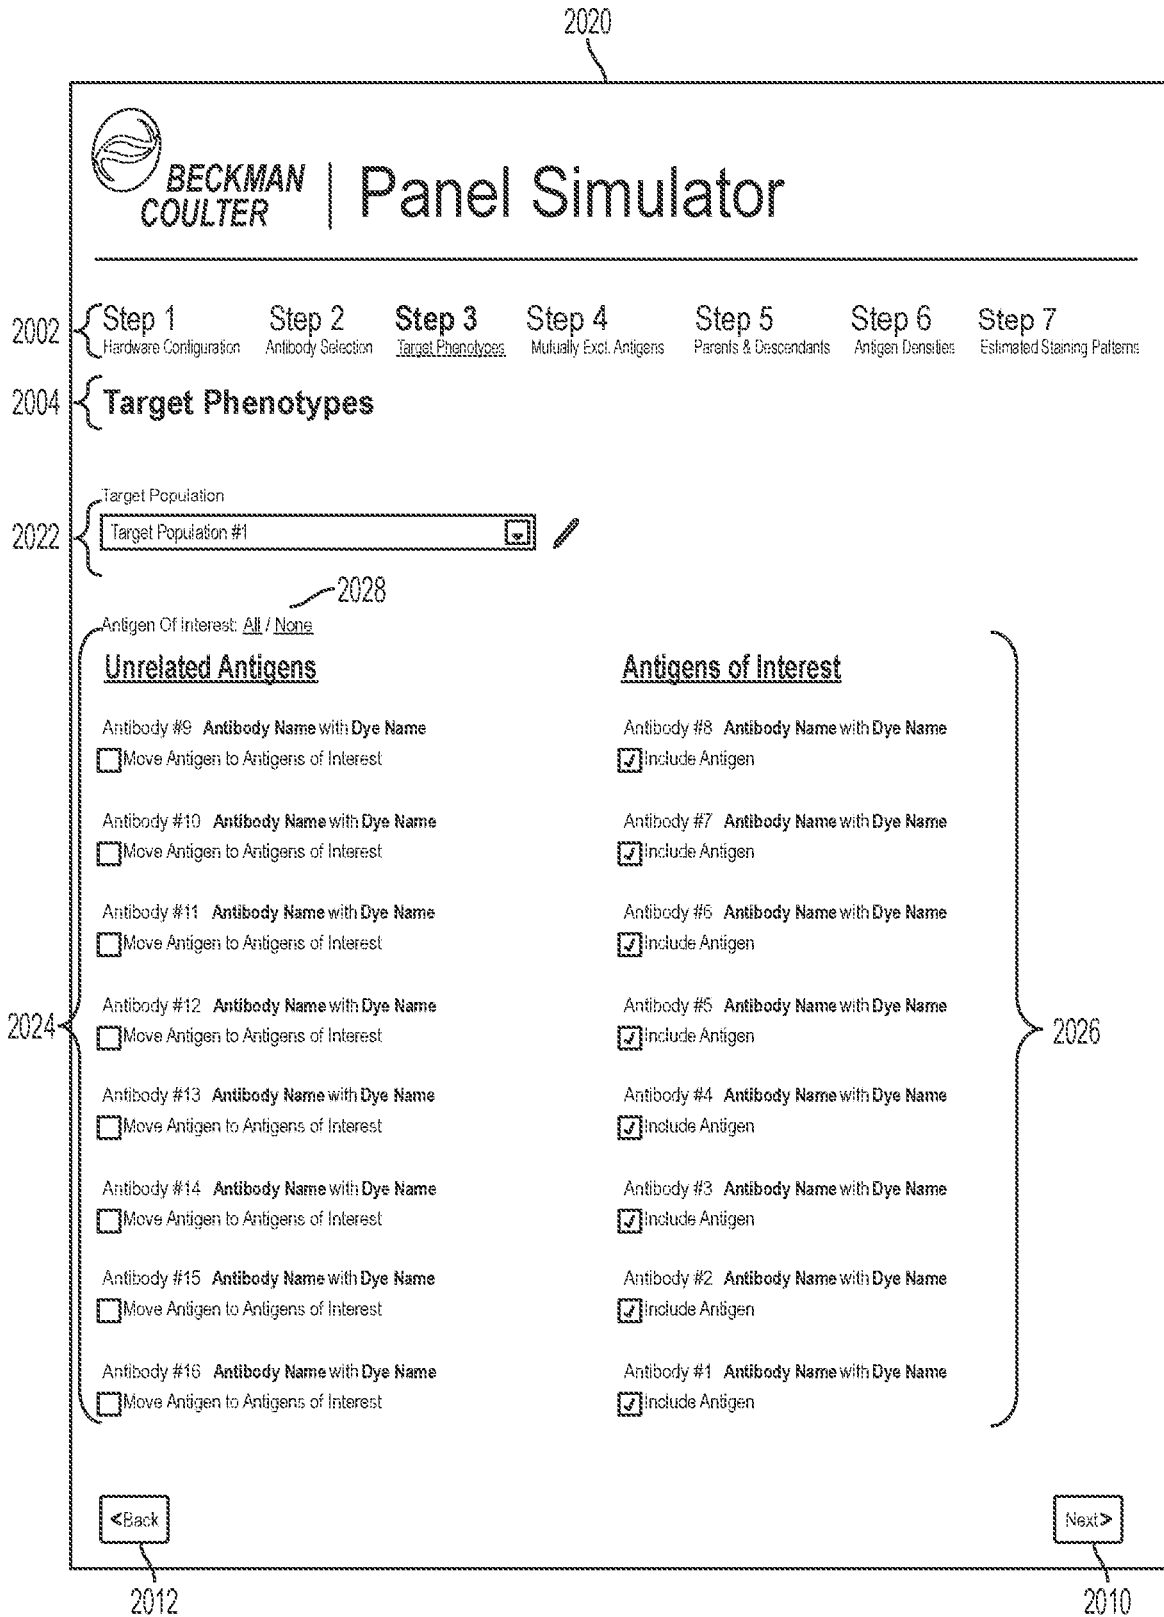 2020
BECKMAN
COULTER
Panel Simulator
2002
Step 1 Step 2 Step 3 Step 4 Step 5 Step 6 Step 7
Hardware Configuration Antibody Selection Target Phenotypes Mutually Excl. Antigens Parents & Descendants Antigen Densities Estimated Staining Patterns
2004
Target Phenotypes
Target Population
2022
Target Population #1
2028
Antigen Of Interest: All / None
Unrelated Antigens Antigens of Interest
Antibody #9 Antibody Name with Dye Name Antibody #8 Antibody Name with Dye Name
Move Antigen to Antigens of Interest Include Antigen
Antibody #10 Antibody Name with Dye Name Antibody #7 Antibody Name with Dye Name
Move Antigen to Antigens of Interest Include Antigen
Antibody #11 Antibody Name with Dye Name Antibody #6 Antibody Name with Dye Name
Move Antigen to Antigens of Interest Include Antigen
Antibody #12 Antibody Name with Dye Name Antibody #5 Antibody Name with Dye Name
2024 2026
Move Antigen to Antigens of Interest Include Antigen
Antibody #13 Antibody Name with Dye Name Antibody #4 Antibody Name with Dye Name
Move Antigen to Antigens of Interest Include Antigen
Antibody #14 Antibody Name with Dye Name Antibody #3 Antibody Name with Dye Name
Move Antigen to Antigens of Interest Include Antigen
Antibody #15 Antibody Name with Dye Name Antibody #2 Antibody Name with Dye Name
Move Antigen to Antigens of Interest Include Antigen
Antibody #16 Antibody Name with Dye Name Antibody #1 Antibody Name with Dye Name
Move Antigen to Antigens of Interest Include Antigen
<Back Next>
2012 2010